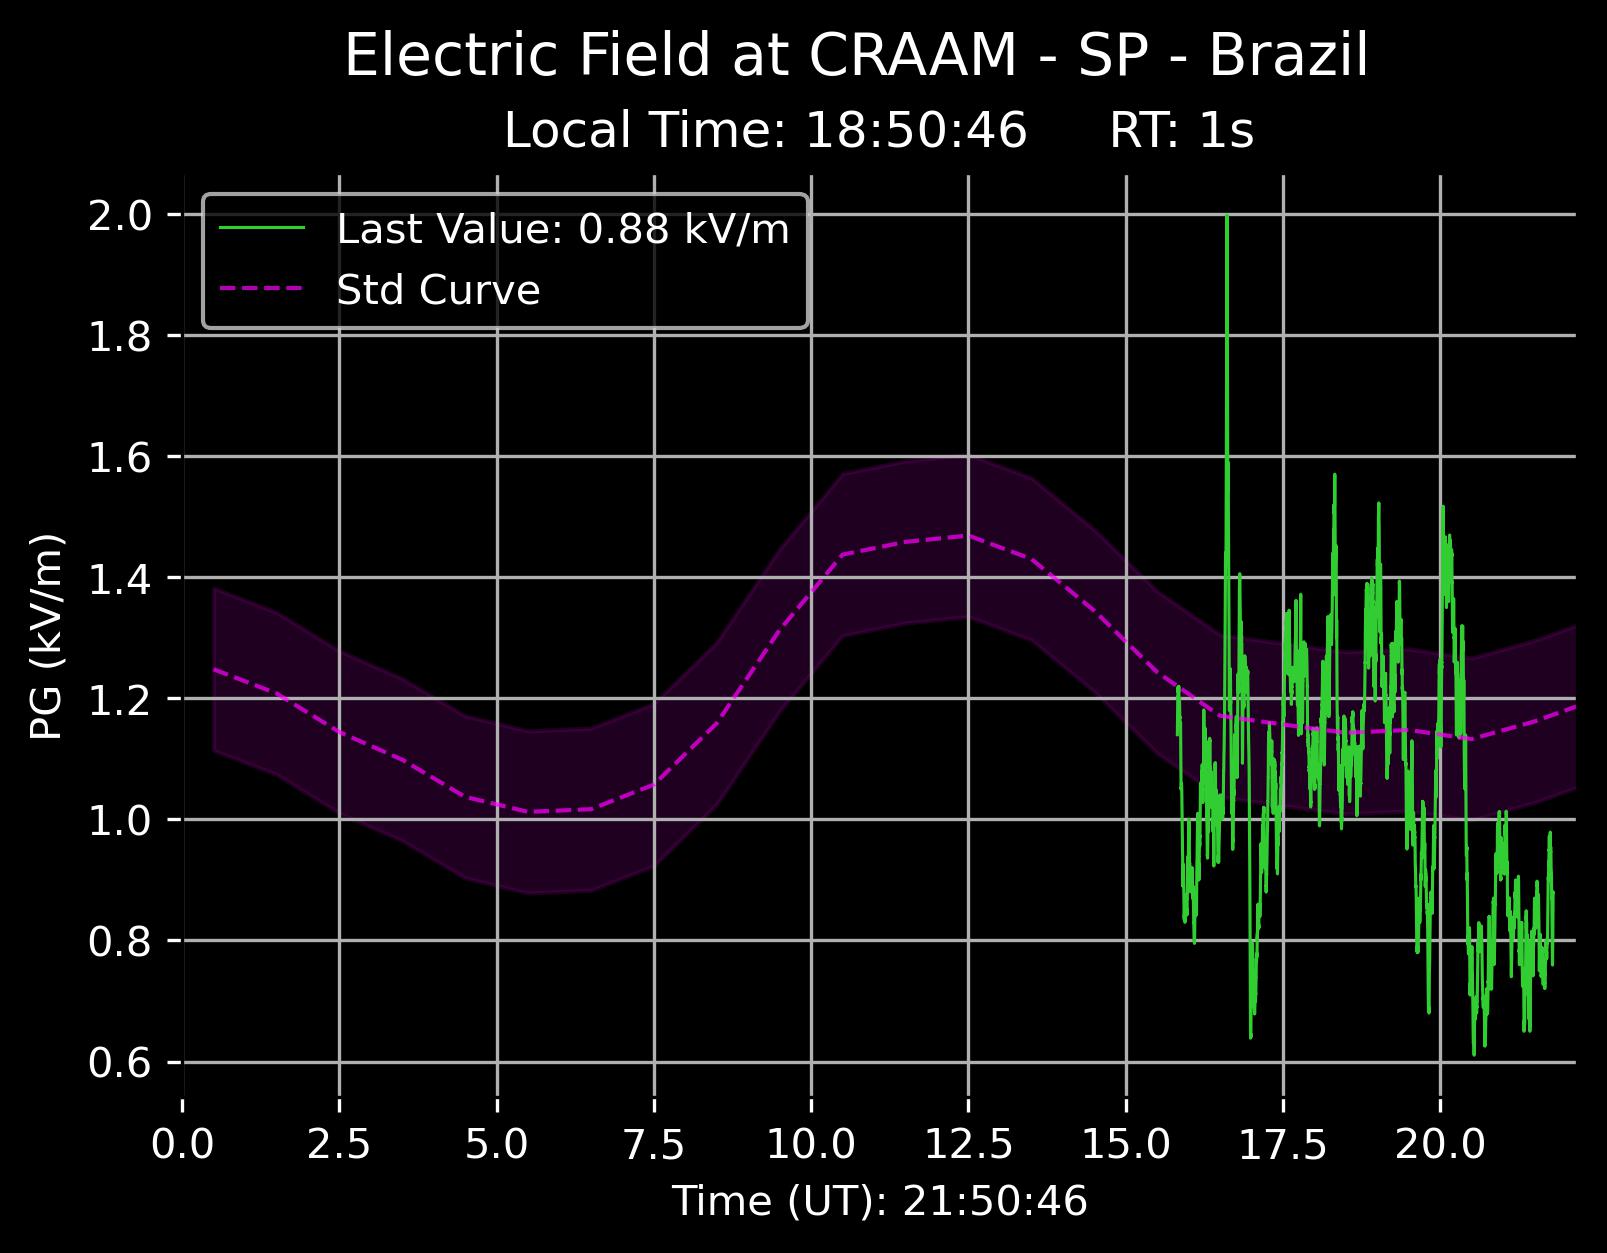 Electric Field at CRAAM - SP - Brazil
Local Time: 18:50:46 RT: 1s
Last Value: 0.88 kV/m
Std Curve
2.0
1.8
1.6
1.4
1.2
1.0
0.8
0.6
PG (kV/m)
0.0 2.5 5.0 7.5 10.0 12.5 15.0 17.5 20.0
Time (UT): 21:50:46